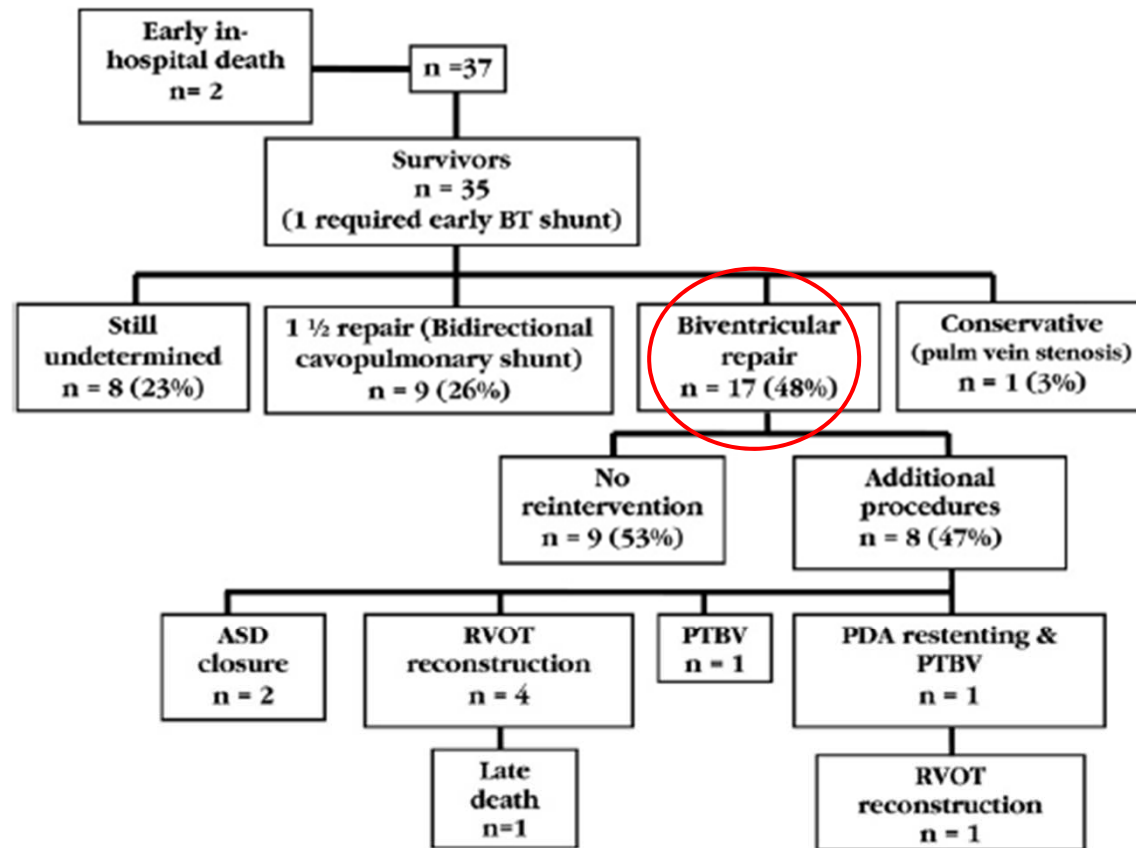 Early in-
hospital death
n= 2
n =37
Survivors
n = 35
(1 required early BT shunt)
Still
undetermined
n = 8 (23%)
1 ½ repair (Bidirectional
cavopulmonary shunt)
n = 9 (26%)
Biventricular
repair
n = 17 (48%)
Conservative
(pulm vein stenosis)
n = 1 (3%)
No
reintervention
n = 9 (53%)
Additional
procedures
n = 8 (47%)
ASD
closure
n = 2
RVOT
reconstruction
n = 4
PTBV
n = 1
PDA restenting &
PTBV
n = 1
Late
death
n=1
RVOT
reconstruction
n = 1